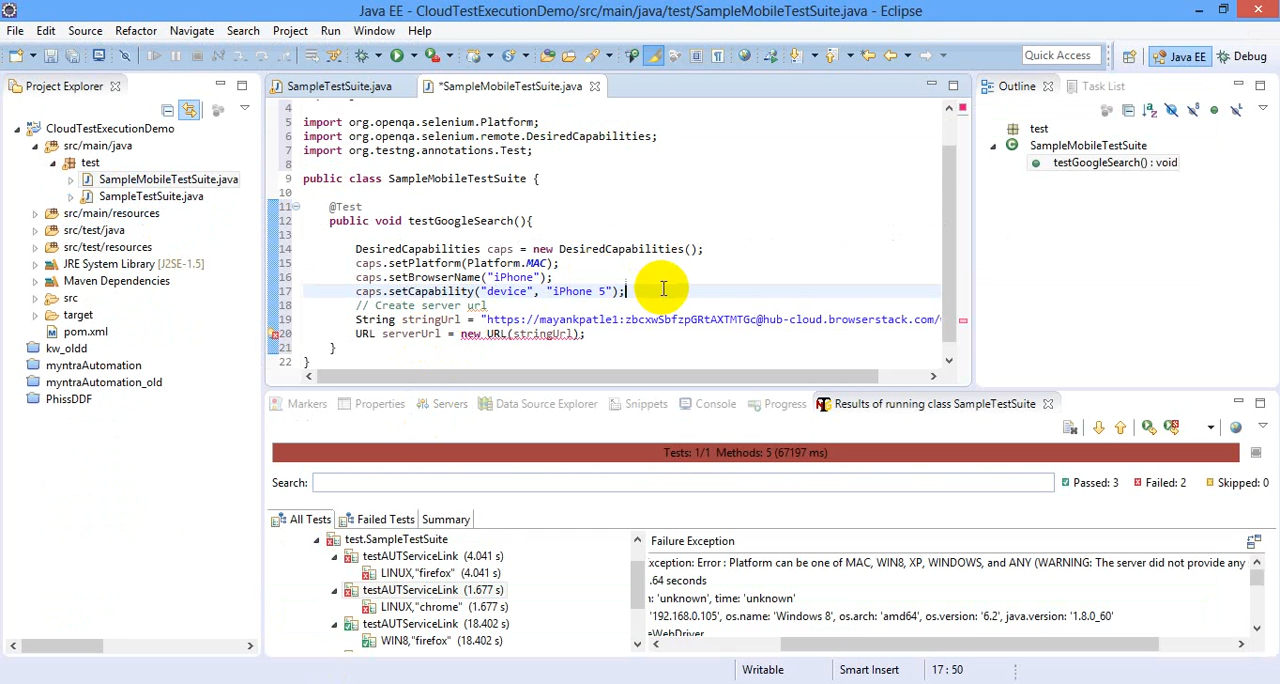 Java EE - CloudTestExecutionDemo/src/main/java/test/SampleMobileTestSuite.java - Eclipse
File Edit Source Refactor Navigate Search Project Run Window Help
Quick Access Java EE Debug
Project Explorer
CloudTestExecutionDemo
src/main/java
test
SampleMobileTestSuite.java
SampleTestSuite.java
src/main/resources
src/test/java
src/test/resources
JRE System Library [J2SE-1.5]
Maven Dependencies
src
target
pom.xml
kw_oldd
myntraAutomation
myntraAutomation_old
PhissDDF
SampleTestSuite.java *SampleMobileTestSuite.java
4
5 import org.openqa.selenium.Platform;
6 import org.openqa.selenium.remote.DesiredCapabilities;
7 import org.testng.annotations.Test;
8
9 public class SampleMobileTestSuite {
10
11 @Test
12 public void testGoogleSearch(){
13
14 DesiredCapabilities caps = new DesiredCapabilities();
15 caps.setPlatform(Platform.MAC);
16 caps.setBrowserName("iPhone");
17 caps.setCapability("device", "iPhone 5");
18 // Create server url
19 String stringUrl = "https://mayankpatle1:zbcxwSbfzpGRtAXTMTGc@hub-cloud.browserstack.com/
20 URL serverUrl = new URL(stringUrl);
21 }
22 }
Outline Task List
test
SampleMobileTestSuite
testGoogleSearch() : void
Markers Properties Servers Data Source Explorer Snippets Console Progress Results of running class SampleTestSuite
Tests: 1/1 Methods: 5 (67197 ms)
Search: Passed: 3 Failed: 2 Skipped: 0
All Tests Failed Tests Summary
test.SampleTestSuite
testAUTServiceLink (4.041 s)
LINUX,"firefox" (4.041 s)
testAUTServiceLink (1.677 s)
LINUX,"chrome" (1.677 s)
testAUTServiceLink (18.402 s)
WIN8,"firefox" (18.402 s)
Failure Exception
xception: Error : Platform can be one of MAC, WIN8, XP, WINDOWS, and ANY (WARNING: The server did not provide any
.64 seconds
n: 'unknown', time: 'unknown'
'192.168.0.105', os.name: 'Windows 8', os.arch: 'amd64', os.version: '6.2', java.version: '1.8.0_60'
eWebDriver
Writable Smart Insert 17 : 50